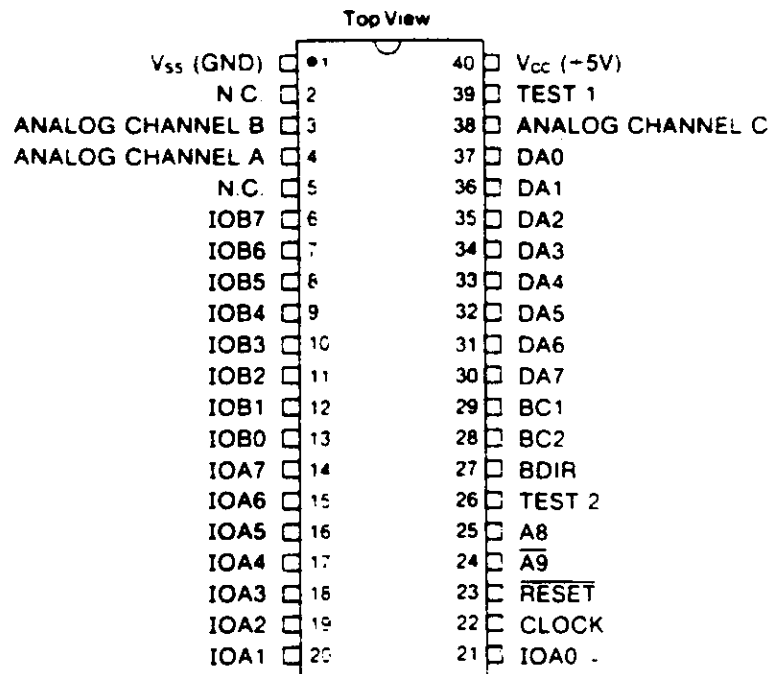 Top View
Vss (GND) 1 40 Vcc (+5V)
N.C. 2 39 TEST 1
ANALOG CHANNEL B 3 38 ANALOG CHANNEL C
ANALOG CHANNEL A 4 37 DA0
N.C. 5 36 DA1
IOB7 6 35 DA2
IOB6 7 34 DA3
IOB5 8 33 DA4
IOB4 9 32 DA5
IOB3 10 31 DA6
IOB2 11 30 DA7
IOB1 12 29 BC1
IOB0 13 28 BC2
IOA7 14 27 BDIR
IOA6 15 26 TEST 2
IOA5 16 25 A8
IOA4 17 24 A̅9̅
IOA3 18 23 R̅E̅S̅E̅T̅
IOA2 19 22 CLOCK
IOA1 20 21 IOA0